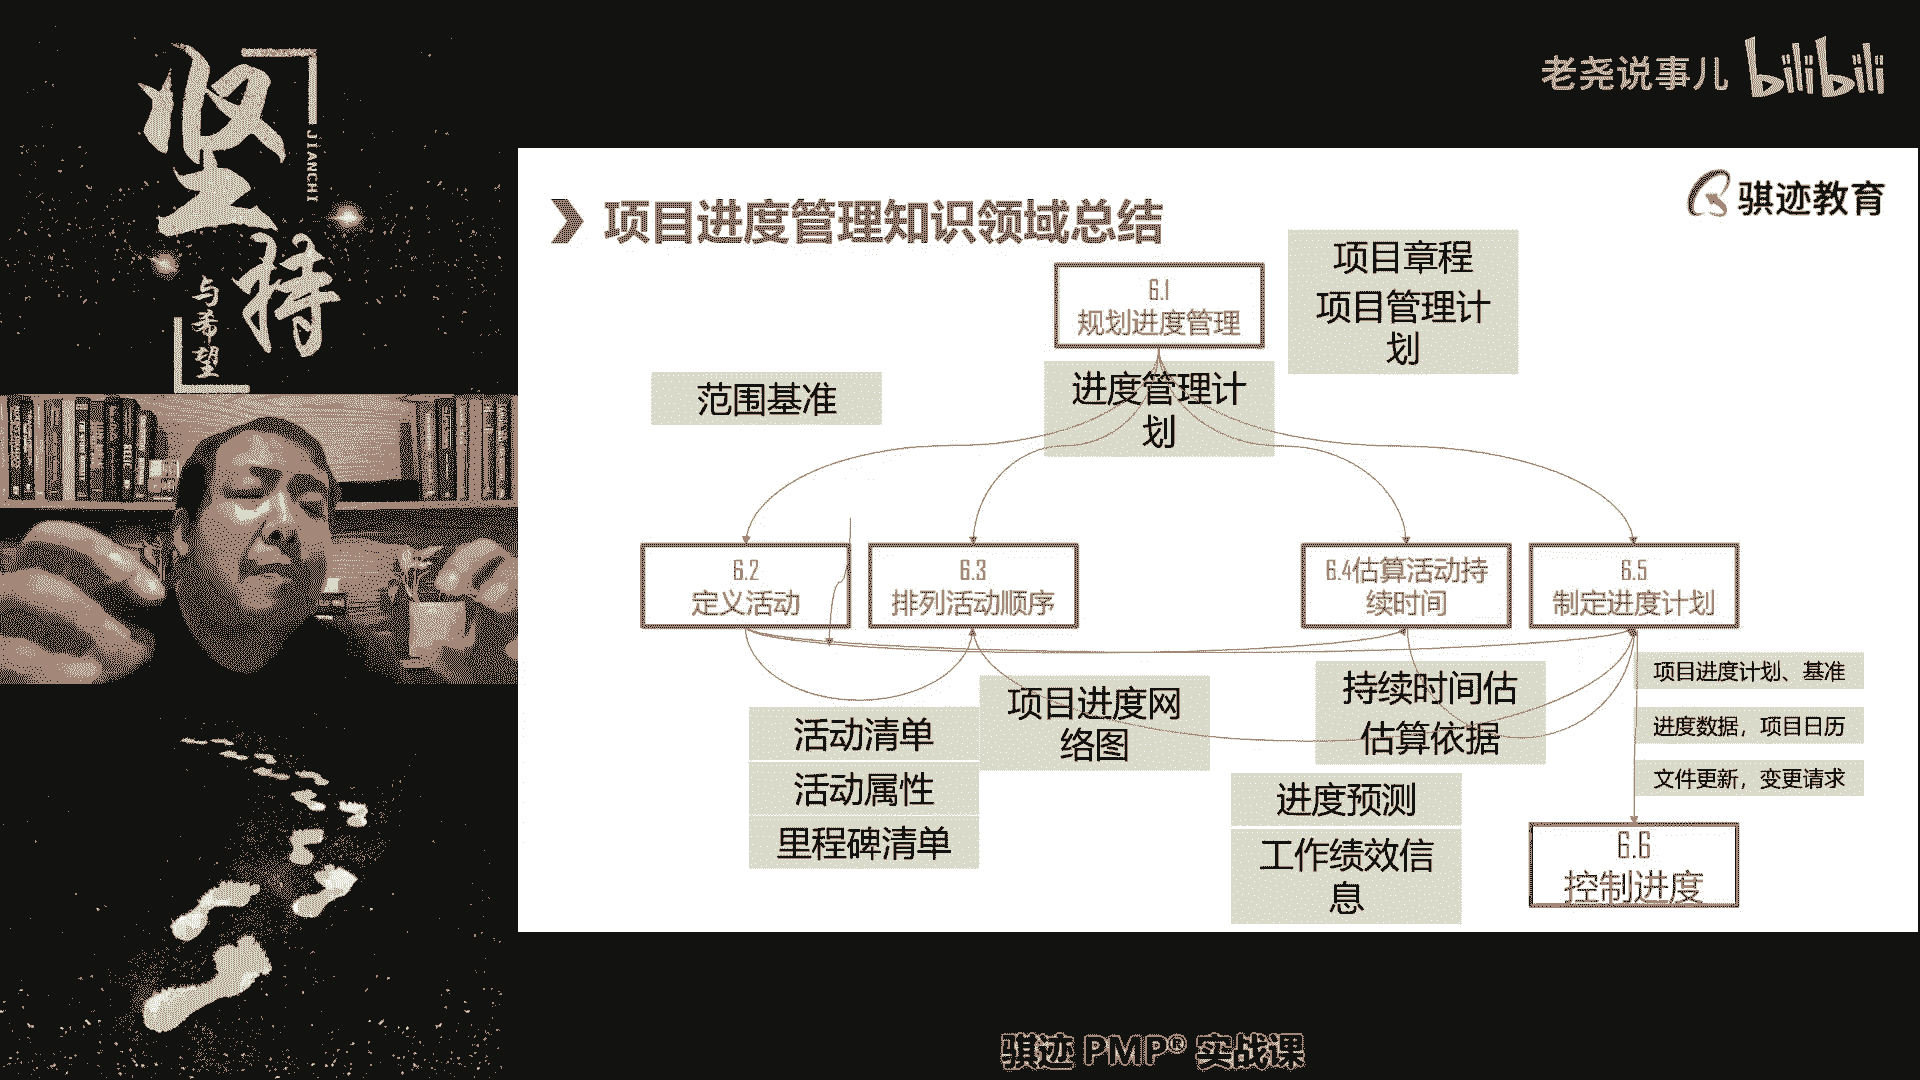 坚持
JIANCHI
与希望
老尧说事儿 bilibili
骐迹教育
项目进度管理知识领域总结
项目章程
项目管理计
划
6.1
规划进度管理
进度管理计
划
范围基准
6.2
定义活动
6.3
排列活动顺序
6.4估算活动持
续时间
6.5
制定进度计划
活动清单
活动属性
里程碑清单
项目进度网
络图
持续时间估
估算依据
项目进度计划、基准
进度数据，项目日历
文件更新，变更请求
进度预测
工作绩效信
息
6.6
控制进度
骐迹 PMP® 实战课